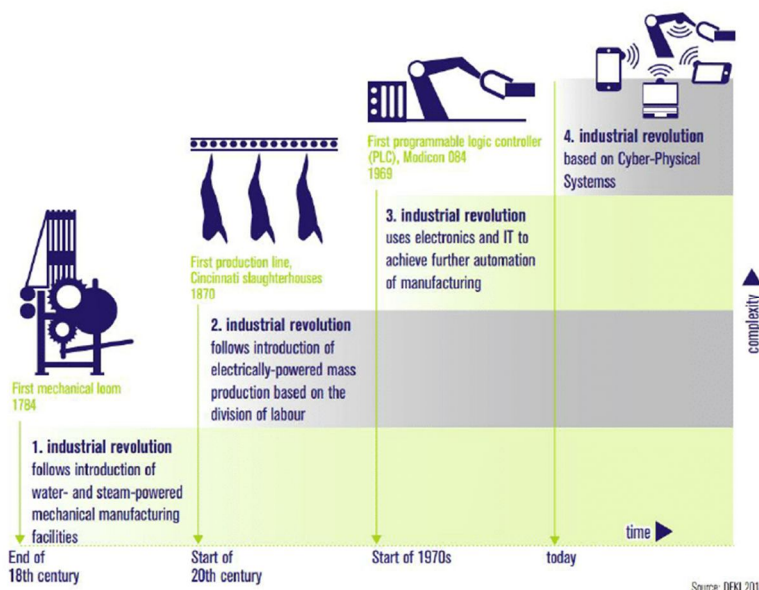 First programmable logic controller
(PLC), Modicon 084
1969
4. industrial revolution
based on Cyber-Physical
Systemss
3. industrial revolution
uses electronics and IT to
achieve further automation
of manufacturing
First production line,
Cincinnati slaughterhouses
1870
2. industrial revolution
follows introduction of
electrically-powered mass
production based on the
division of labour
First mechanical loom
1784
1. industrial revolution
follows introduction of
water- and steam-powered
mechanical manufacturing
facilities
complexity
time
End of
18th century
Start of
20th century
Start of 1970s
today
Source: DFKI 201